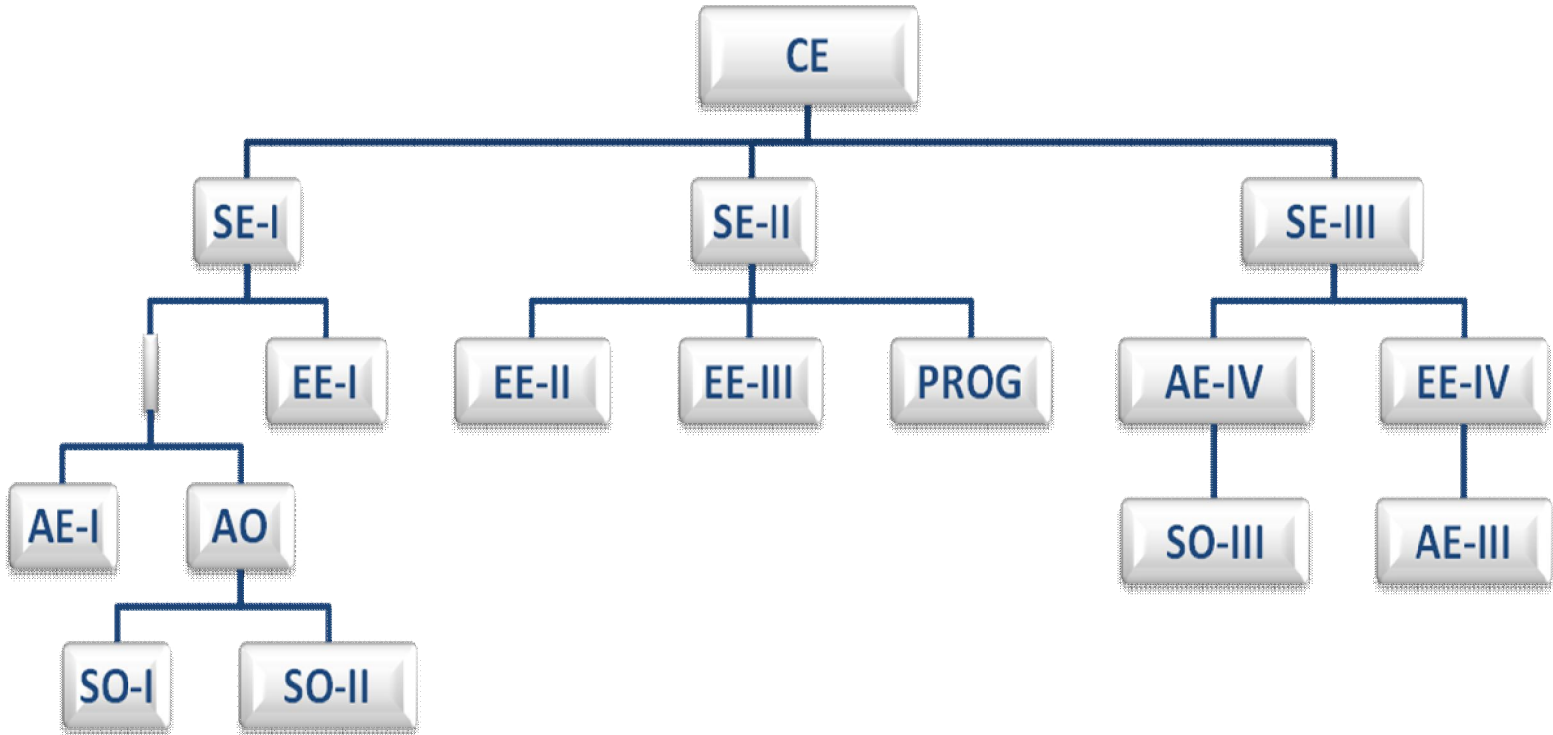 CE
SE-I
SE-II
SE-III
EE-I
EE-II
EE-III
PROG
AE-IV
EE-IV
AE-I
AO
SO-III
AE-III
SO-I
SO-II